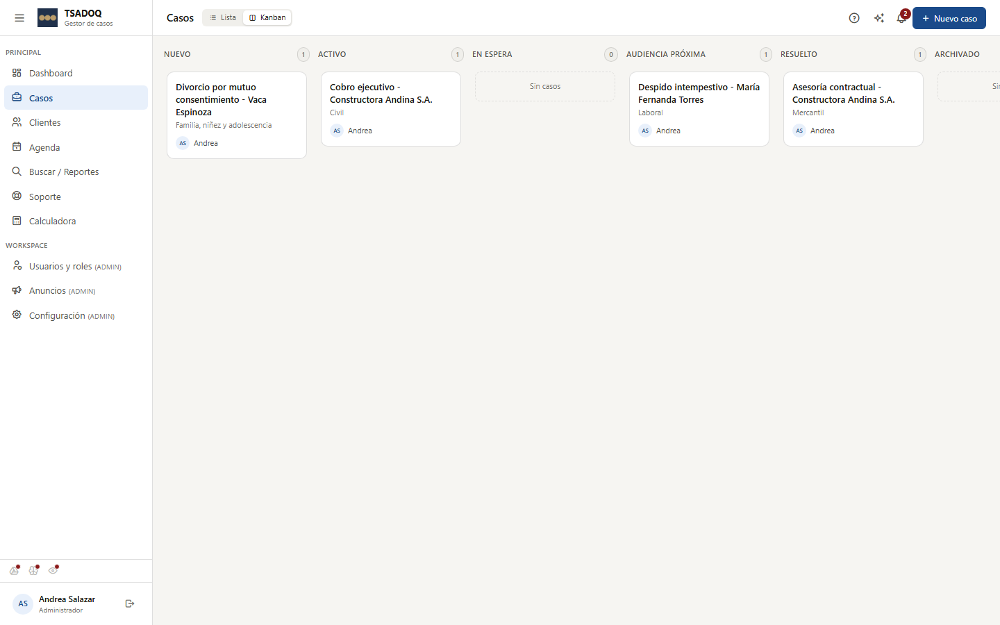 TSADOQ
Gestor de casos
PRINCIPAL
Dashboard
Casos
Clientes
Agenda
Buscar / Reportes
Soporte
Calculadora
WORKSPACE
Usuarios y roles (ADMIN)
Anuncios (ADMIN)
Configuración (ADMIN)
AS
Andrea Salazar
Administrador
Casos
Lista
Kanban
2
+ Nuevo caso
NUEVO
1
Divorcio por mutuo
consentimiento - Vaca
Espinoza
Familia, niñez y adolescencia
AS
Andrea
ACTIVO
1
Cobro ejecutivo -
Constructora Andina S.A.
Civil
AS
Andrea
EN ESPERA
0
Sin casos
AUDIENCIA PRÓXIMA
1
Despido intempestivo - María
Fernanda Torres
Laboral
AS
Andrea
RESUELTO
1
Asesoría contractual -
Constructora Andina S.A.
Mercantil
AS
Andrea
ARCHIVADO